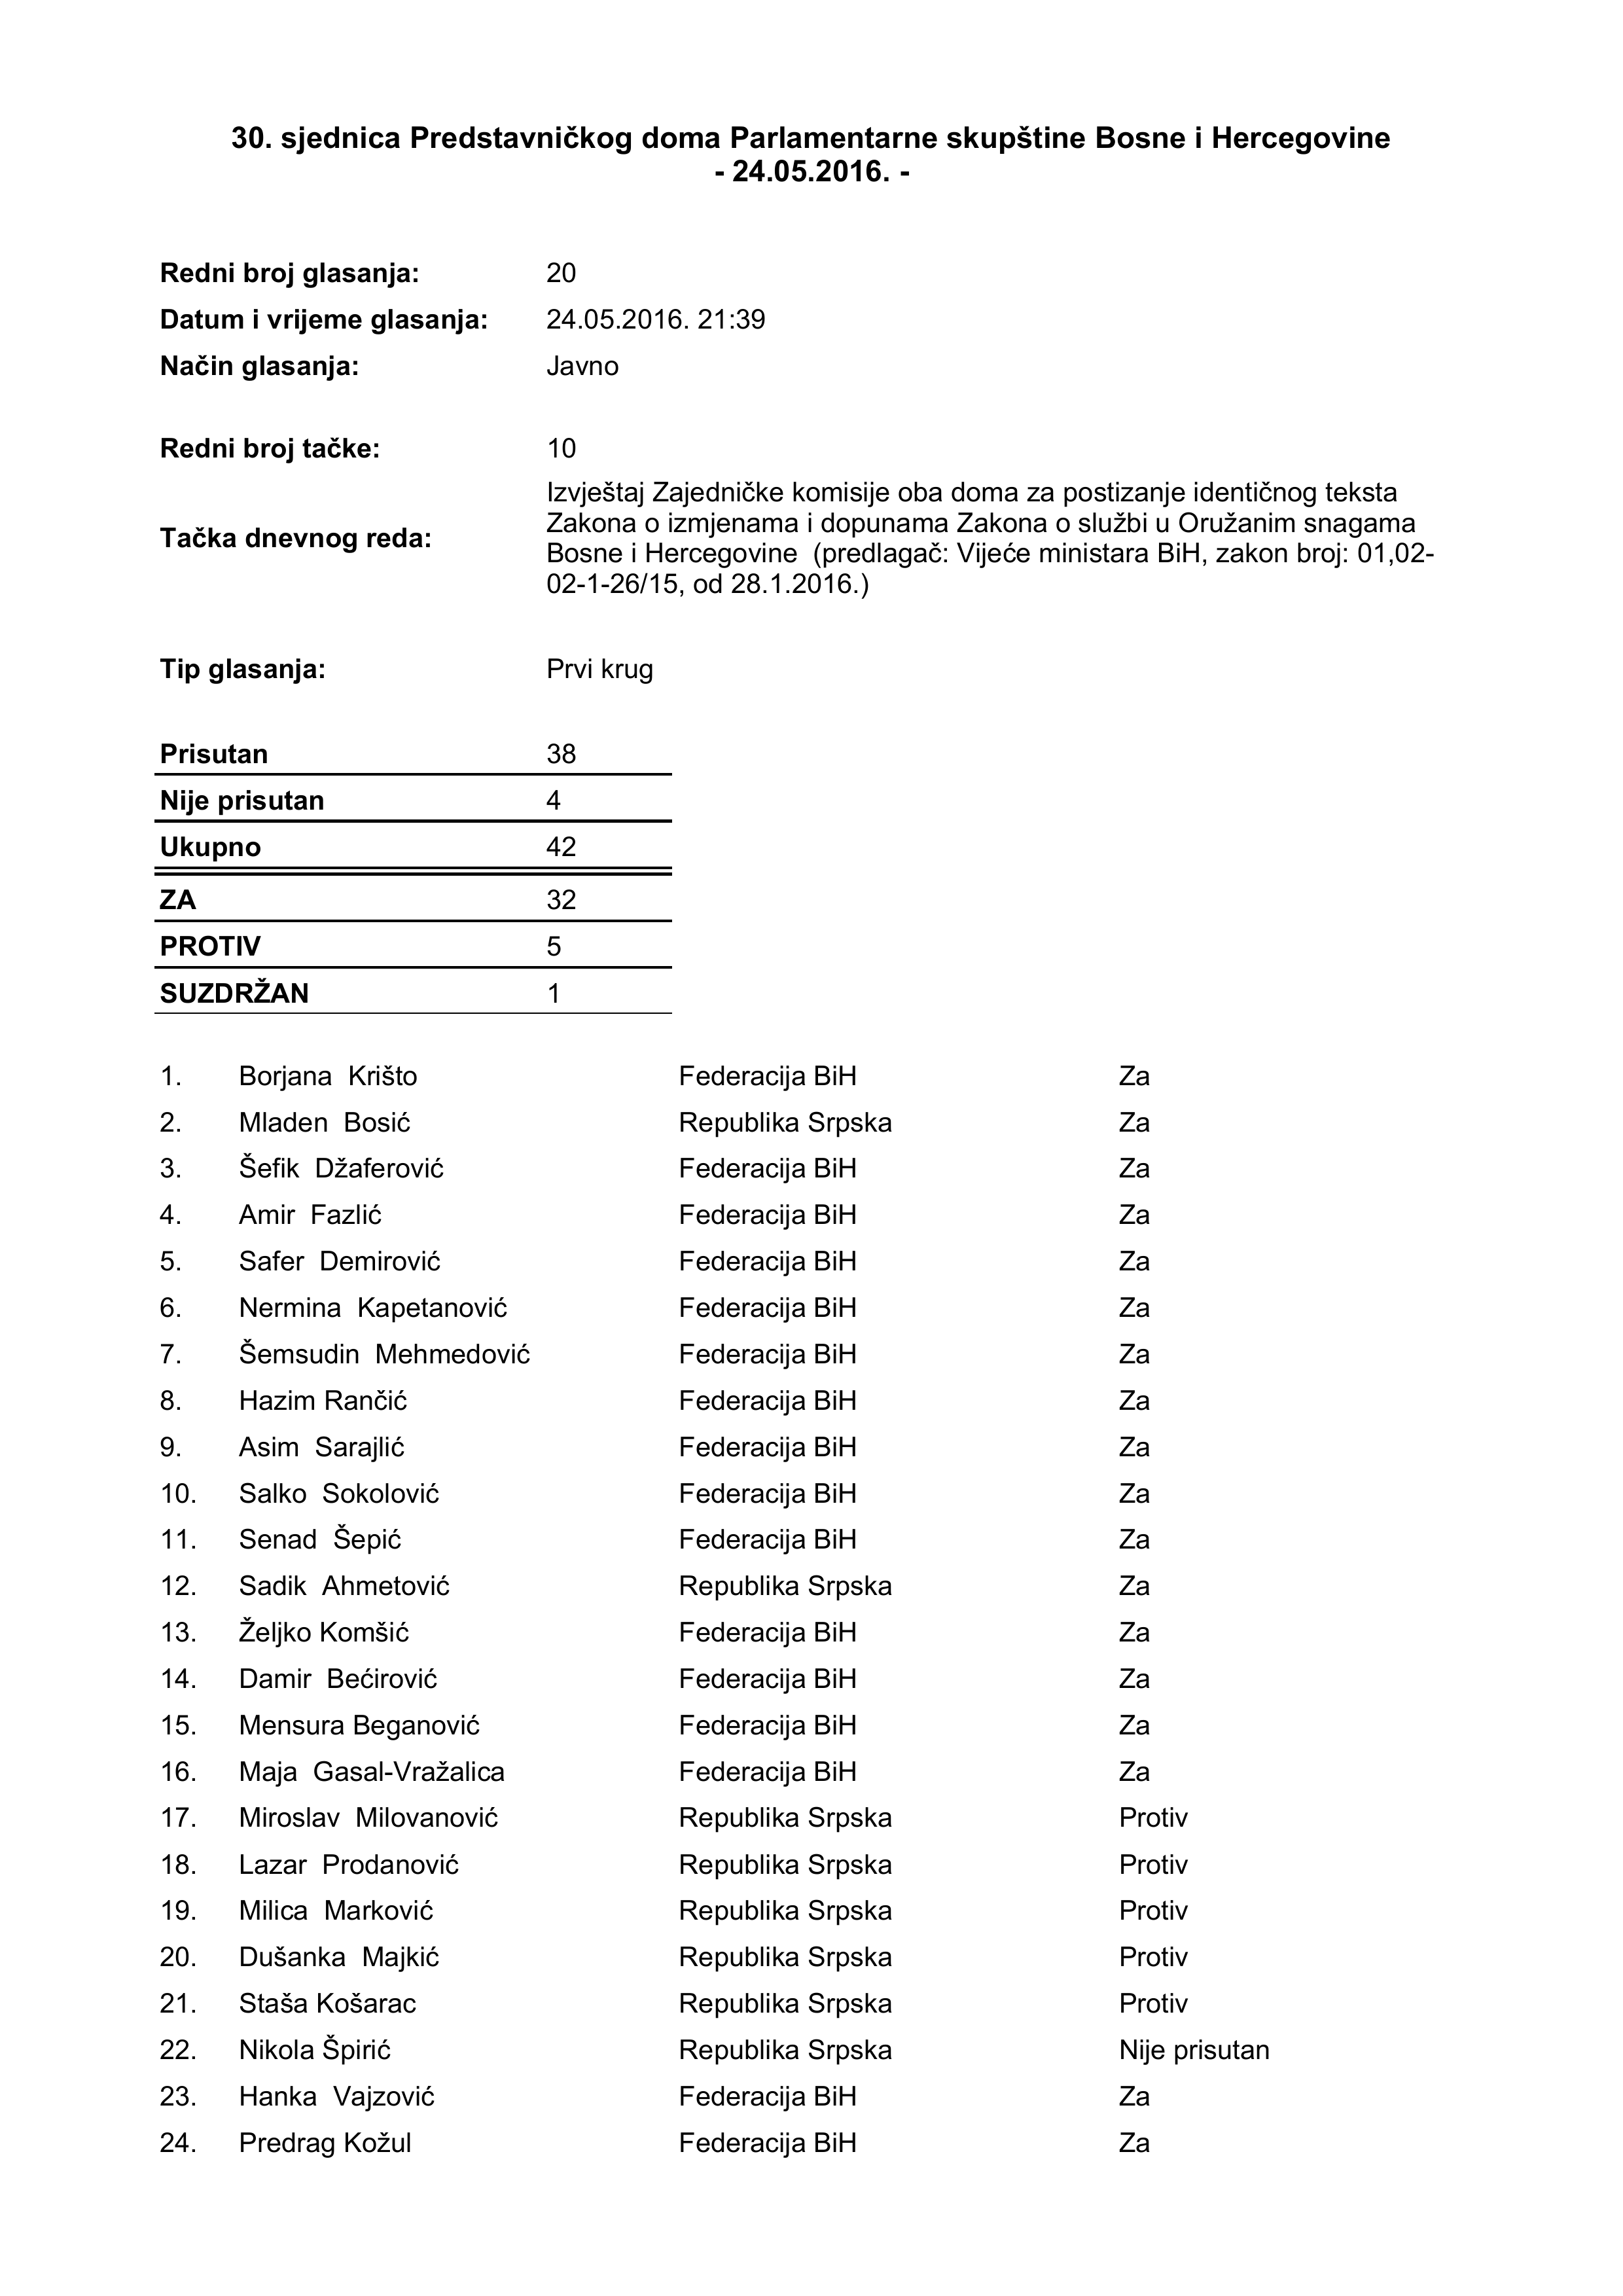 30. sjednica Predstavničkog doma Parlamentarne skupštine Bosne i Hercegovine
- 24.05.2016. -
Redni broj glasanja: 20
Datum i vrijeme glasanja: 24.05.2016. 21:39
Način glasanja: Javno
Redni broj tačke: 10
Tačka dnevnog reda: Izvještaj Zajedničke komisije oba doma za postizanje identičnog teksta
Zakona o izmjenama i dopunama Zakona o službi u Oružanim snagama
Bosne i Hercegovine  (predlagač: Vijeće ministara BiH, zakon broj: 01,02-
02-1-26/15, od 28.1.2016.)
Tip glasanja: Prvi krug
Prisutan 38
Nije prisutan 4
Ukupno 42
ZA 32
PROTIV 5
SUZDRŽAN 1
1. Borjana  Krišto Federacija BiH Za
2. Mladen  Bosić Republika Srpska Za
3. Šefik  Džaferović Federacija BiH Za
4. Amir  Fazlić Federacija BiH Za
5. Safer  Demirović Federacija BiH Za
6. Nermina  Kapetanović Federacija BiH Za
7. Šemsudin  Mehmedović Federacija BiH Za
8. Hazim Rančić Federacija BiH Za
9. Asim  Sarajlić Federacija BiH Za
10. Salko  Sokolović Federacija BiH Za
11. Senad  Šepić Federacija BiH Za
12. Sadik  Ahmetović Republika Srpska Za
13. Željko Komšić Federacija BiH Za
14. Damir  Bećirović Federacija BiH Za
15. Mensura Beganović Federacija BiH Za
16. Maja  Gasal-Vražalica Federacija BiH Za
17. Miroslav  Milovanović Republika Srpska Protiv
18. Lazar  Prodanović Republika Srpska Protiv
19. Milica  Marković Republika Srpska Protiv
20. Dušanka  Majkić Republika Srpska Protiv
21. Staša Košarac Republika Srpska Protiv
22. Nikola Špirić Republika Srpska Nije prisutan
23. Hanka  Vajzović Federacija BiH Za
24. Predrag Kožul Federacija BiH Za